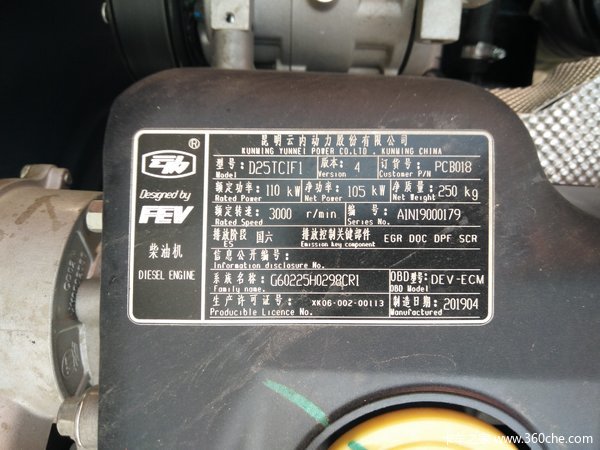 昆明云内动力股份有限公司
KUNMING YUNNEI POWER CO.LTD . KUNMING CHINA
®
Designed by
FEV
柴油机
DIESEL ENGINE
型号: D25TCIF1 版本: 4 订货号: PCB018
Model Version Customer P/N
额定功率: 110 kW 净功率: 105 kW 净质量: 250 kg
Rated Power Net Power Net Weight
额定转速: 3000 r/min 编号: A1N19000179
Rated Speed Series No.
排放阶段 国六 排放控制关键部件 EGR DOC DPF SCR
ES Emission key component
信息公开编号:
Information disclosure No.
系族名称: G60225H0298CR1 OBD型号: DEV-ECM
Family name. OBD Model
生产许可证号: XK06-002-00113 制造日期: 201904
Producible Licence No. Manufactured
www.360che.com